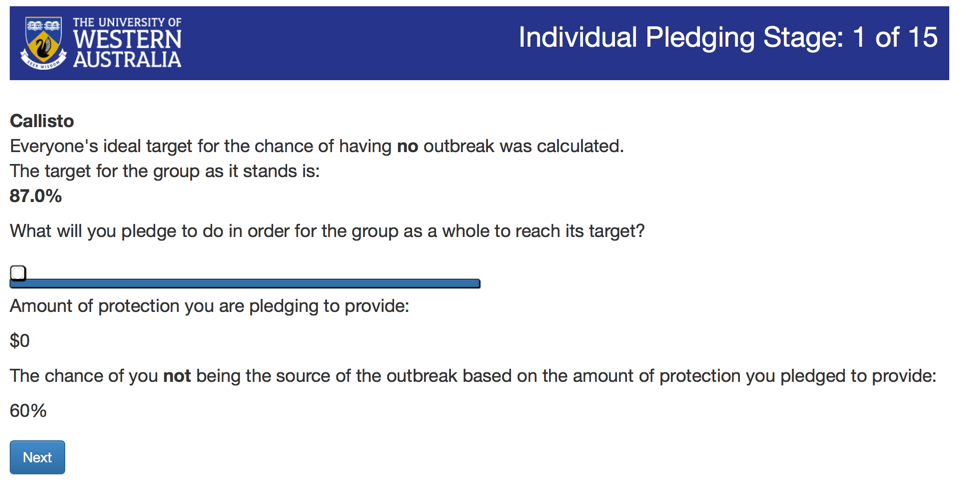 THE UNIVERSITY OF
WESTERN
AUSTRALIA
Individual Pledging Stage: 1 of 15
Callisto
Everyone's ideal target for the chance of having no outbreak was calculated.
The target for the group as it stands is:
87.0%
What will you pledge to do in order for the group as a whole to reach its target?
Amount of protection you are pledging to provide:
$0
The chance of you not being the source of the outbreak based on the amount of protection you pledged to provide:
60%
Next